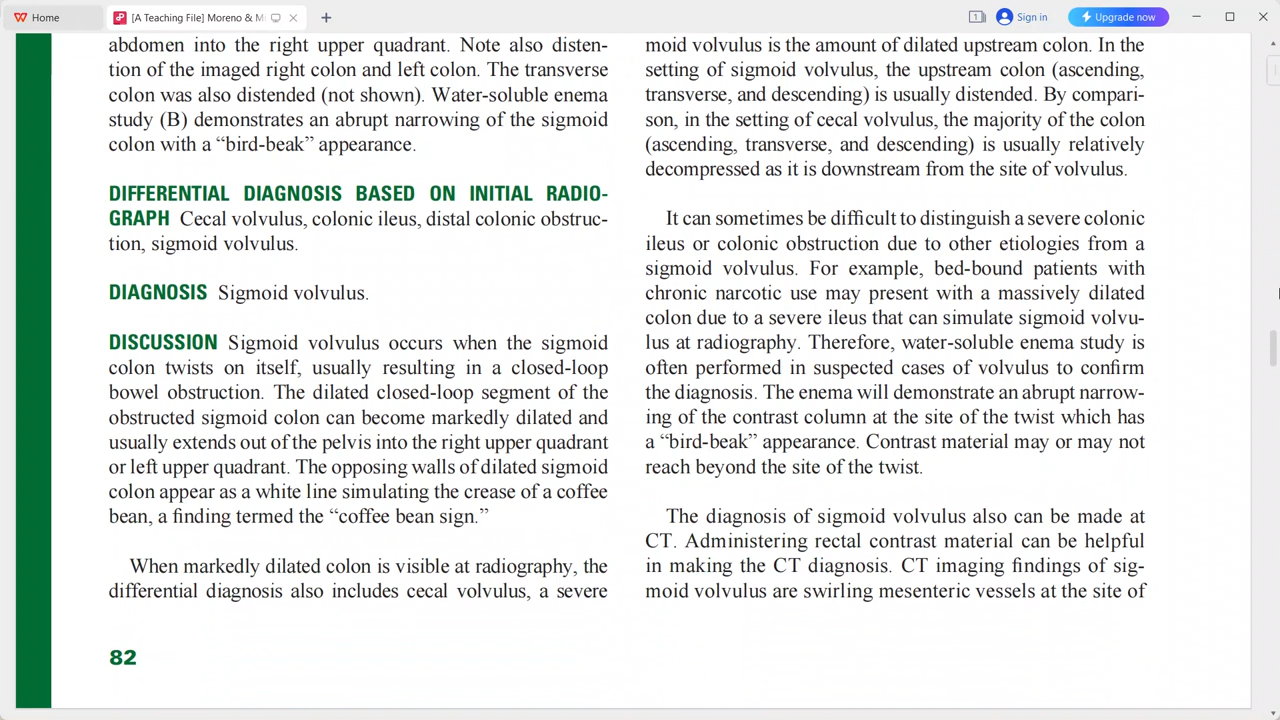 Home
[A Teaching File] Moreno & M
Sign in
Upgrade now
abdomen into the right upper quadrant. Note also disten-
tion of the imaged right colon and left colon. The transverse
colon was also distended (not shown). Water-soluble enema
study (B) demonstrates an abrupt narrowing of the sigmoid
colon with a “bird-beak” appearance.
DIFFERENTIAL DIAGNOSIS BASED ON INITIAL RADIO-
GRAPH Cecal volvulus, colonic ileus, distal colonic obstruc-
tion, sigmoid volvulus.
DIAGNOSIS Sigmoid volvulus.
DISCUSSION Sigmoid volvulus occurs when the sigmoid
colon twists on itself, usually resulting in a closed-loop
bowel obstruction. The dilated closed-loop segment of the
obstructed sigmoid colon can become markedly dilated and
usually extends out of the pelvis into the right upper quadrant
or left upper quadrant. The opposing walls of dilated sigmoid
colon appear as a white line simulating the crease of a coffee
bean, a finding termed the “coffee bean sign.”
When markedly dilated colon is visible at radiography, the
differential diagnosis also includes cecal volvulus, a severe
82
moid volvulus is the amount of dilated upstream colon. In the
setting of sigmoid volvulus, the upstream colon (ascending,
transverse, and descending) is usually distended. By compari-
son, in the setting of cecal volvulus, the majority of the colon
(ascending, transverse, and descending) is usually relatively
decompressed as it is downstream from the site of volvulus.
It can sometimes be difficult to distinguish a severe colonic
ileus or colonic obstruction due to other etiologies from a
sigmoid volvulus. For example, bed-bound patients with
chronic narcotic use may present with a massively dilated
colon due to a severe ileus that can simulate sigmoid volvu-
lus at radiography. Therefore, water-soluble enema study is
often performed in suspected cases of volvulus to confirm
the diagnosis. The enema will demonstrate an abrupt narrow-
ing of the contrast column at the site of the twist which has
a “bird-beak” appearance. Contrast material may or may not
reach beyond the site of the twist.
The diagnosis of sigmoid volvulus also can be made at
CT. Administering rectal contrast material can be helpful
in making the CT diagnosis. CT imaging findings of sig-
moid volvulus are swirling mesenteric vessels at the site of